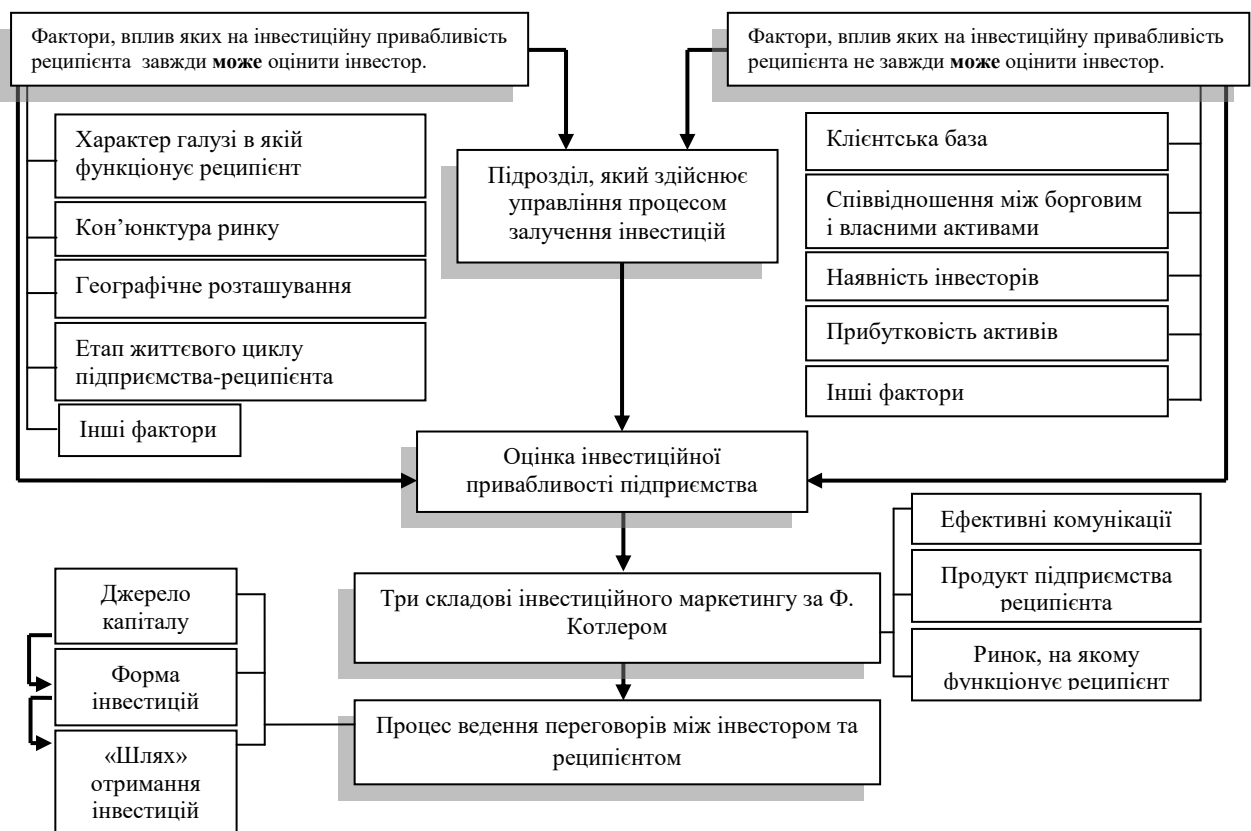 Фактори, вплив яких на інвестиційну привабливість
реципієнта завжди може оцінити інвестор.
Фактори, вплив яких на інвестиційну привабливість
реципієнта не завжди може оцінити інвестор.
Характер галузі в якій
функціонує реципієнт
Кон’юнктура ринку
Географічне розташування
Етап життєвого циклу
підприємства-реципієнта
Інші фактори
Підрозділ, який здійснює
управління процесом
залучення інвестицій
Клієнтська база
Співвідношення між борговим
і власними активами
Наявність інвесторів
Прибутковість активів
Інші фактори
Оцінка інвестиційної
привабливості підприємства
Ефективні комунікації
Продукт підприємства
реципієнта
Ринок, на якому
функціонує реципієнт
Три складові інвестиційного маркетингу за Ф.
Котлером
Джерело
капіталу
Форма
інвестицій
«Шлях»
отримання
інвестицій
Процес ведення переговорів між інвестором та
реципієнтом